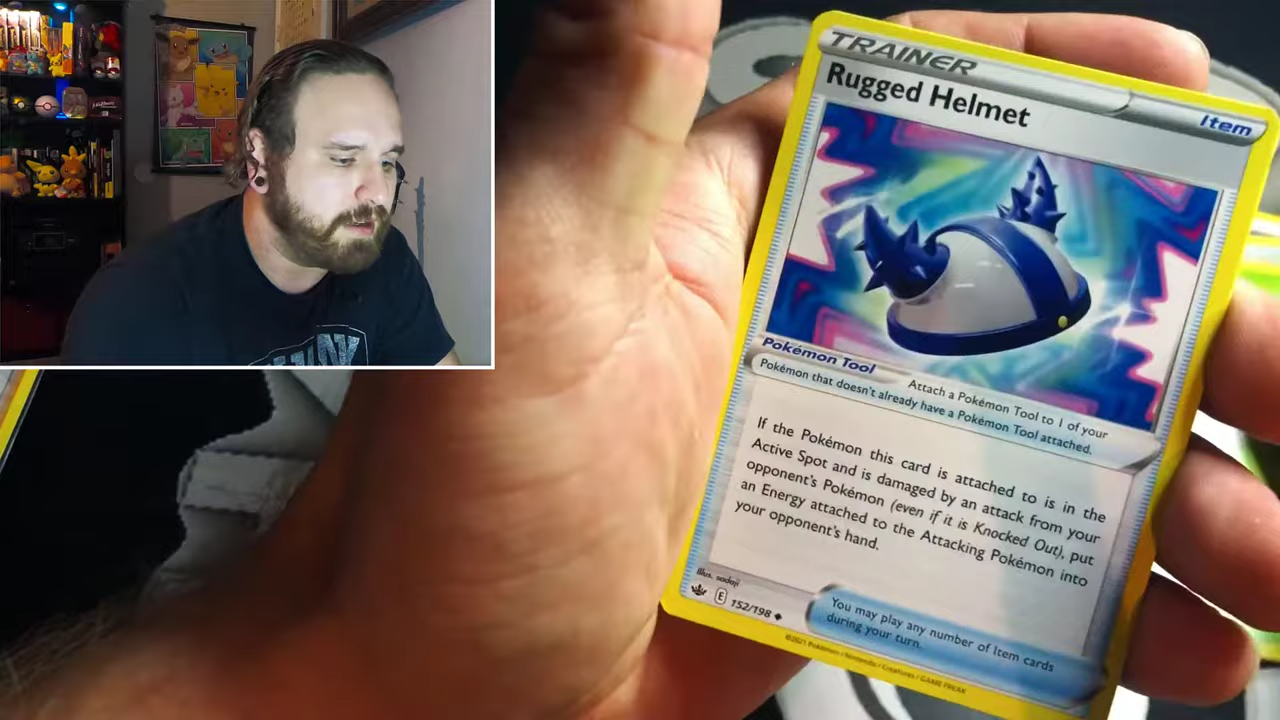 TRAINER
Rugged Helmet
Item
Pokémon Tool
Attach a Pokémon Tool to 1 of your
Pokémon that doesn't already have a Pokémon Tool attached.
If the Pokémon this card is attached to is in the
Active Spot and is damaged by an attack from your
opponent's Pokémon (even if it is Knocked Out), put
an Energy attached to the Attacking Pokémon into
your opponent's hand.
Illus. sadaji
E 152/198
You may play any number of Item cards
during your turn.
©2021 Pokémon / Nintendo / Creatures / GAME FREAK